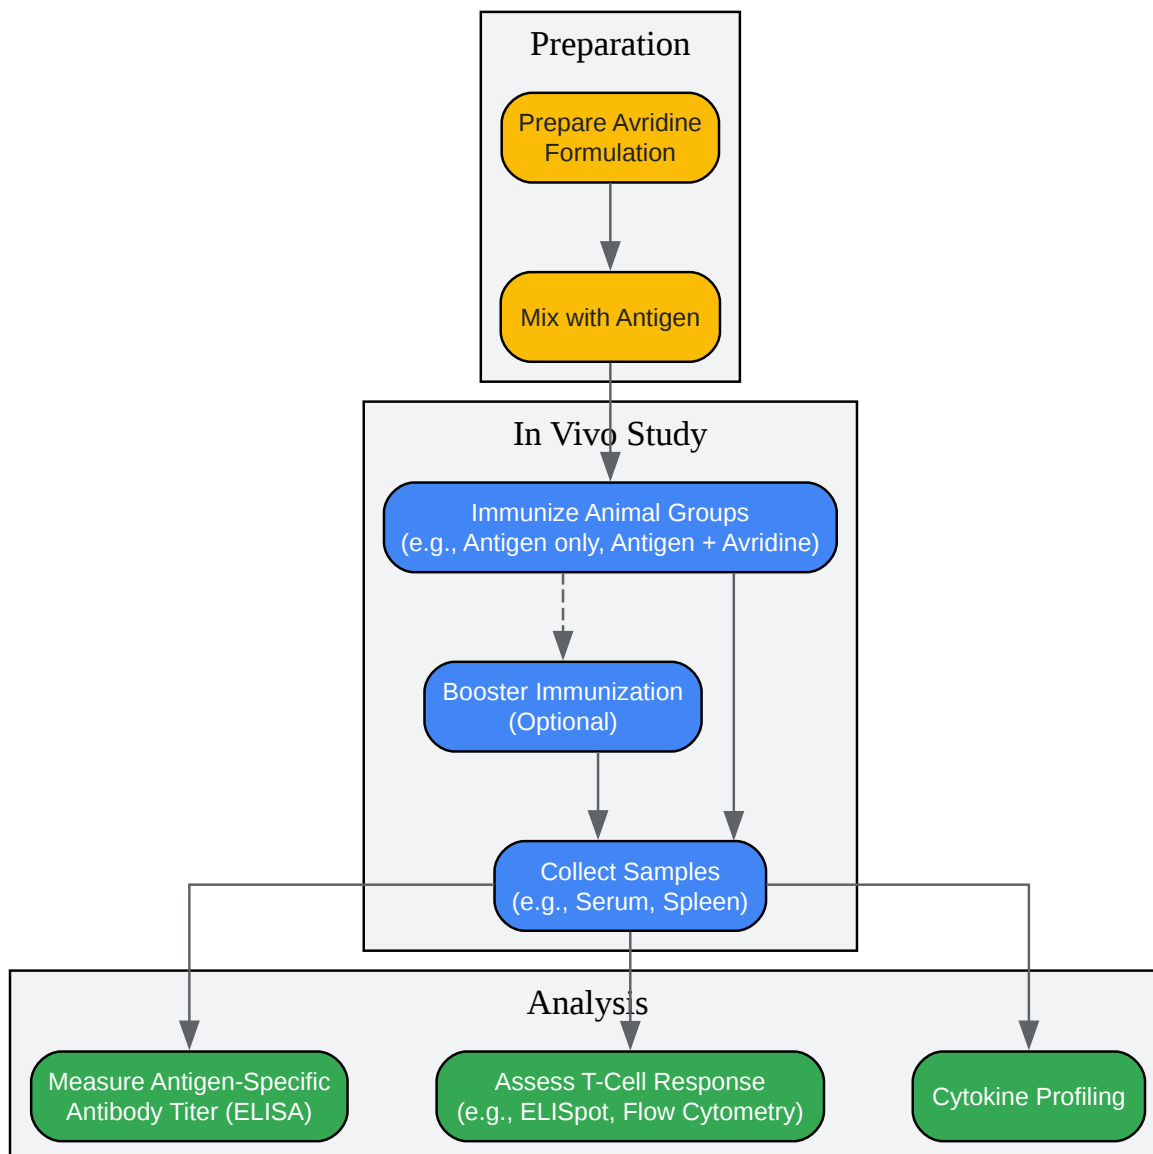 Preparation
Prepare Avridine
Formulation
Mix with Antigen
In Vivo Study
Immunize Animal Groups
(e.g., Antigen only, Antigen + Avridine)
Booster Immunization
(Optional)
Collect Samples
(e.g., Serum, Spleen)
Analysis
Measure Antigen-Specific
Antibody Titer (ELISA)
Assess T-Cell Response
(e.g., ELISpot, Flow Cytometry)
Cytokine Profiling